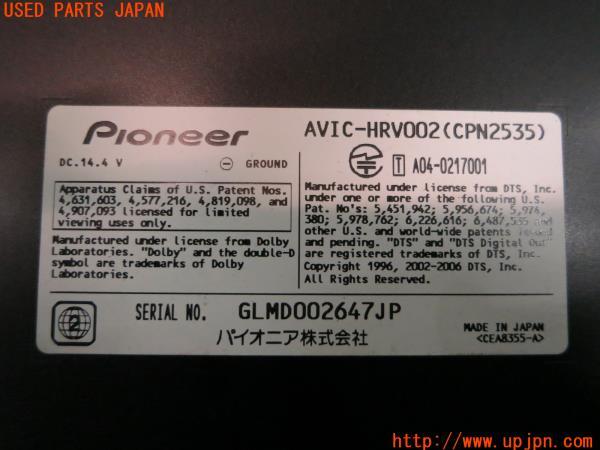 USED PARTS JAPAN
Pioneer
AVIC-HRV002(CPN2535)
DC.14.4 V
GROUND
T A04-0217001
Apparatus Claims of U.S. Patent Nos.
4,631,603, 4,577,216, 4,819,098, and
4,907,093 licensed for limited
viewing uses only.
Manufactured under license from Dolby
Laboratories. "Dolby" and the double-D
symbol are trademarks of Dolby
Laboratories.
Manufactured under license from DTS, Inc.
under one or more of the following U.S.
Pat. No's: 5,451,942; 5,956,674; 5,974,
380; 5,978,762; 6,226,616; 6,487,535 and
other U.S. and world-wide patents issued
and pending. "DTS" and "DTS Digital Out"
are registered trademarks of DTS, Inc.
Copyright 1996, 2002-2006 DTS, Inc.
All Rights Reserved.
2
SERIAL NO. GLMD002647JP
パイオニア株式会社
MADE IN JAPAN
<CEA8355-A>
http://www.upjpn.com/